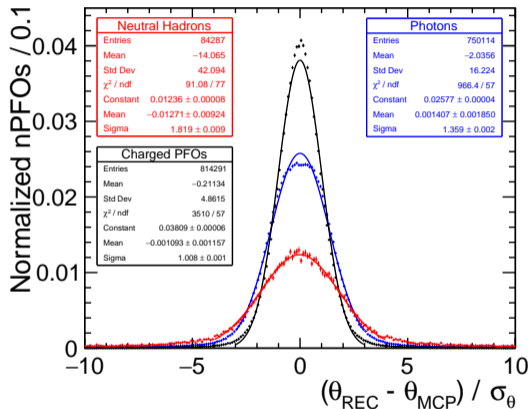 Normalized nPFOs / 0.1
0.04
0.03
0.02
0.01
0
Neutral Hadrons
Entries 84287
Mean −14.065
Std Dev 42.094
χ² / ndf 91.08 / 77
Constant 0.01236 ± 0.00008
Mean −0.01271 ± 0.00924
Sigma 1.819 ± 0.009
Charged PFOs
Entries 814291
Mean −0.21134
Std Dev 4.8615
χ² / ndf 3510 / 57
Constant 0.03809 ± 0.00006
Mean −0.001093 ± 0.001157
Sigma 1.008 ± 0.001
Photons
Entries 750114
Mean −2.0356
Std Dev 16.224
χ² / ndf 966.4 / 57
Constant 0.02577 ± 0.00004
Mean 0.001407 ± 0.001850
Sigma 1.359 ± 0.002
−10 −5 0 5 10
(θREC - θMCP) / σθ